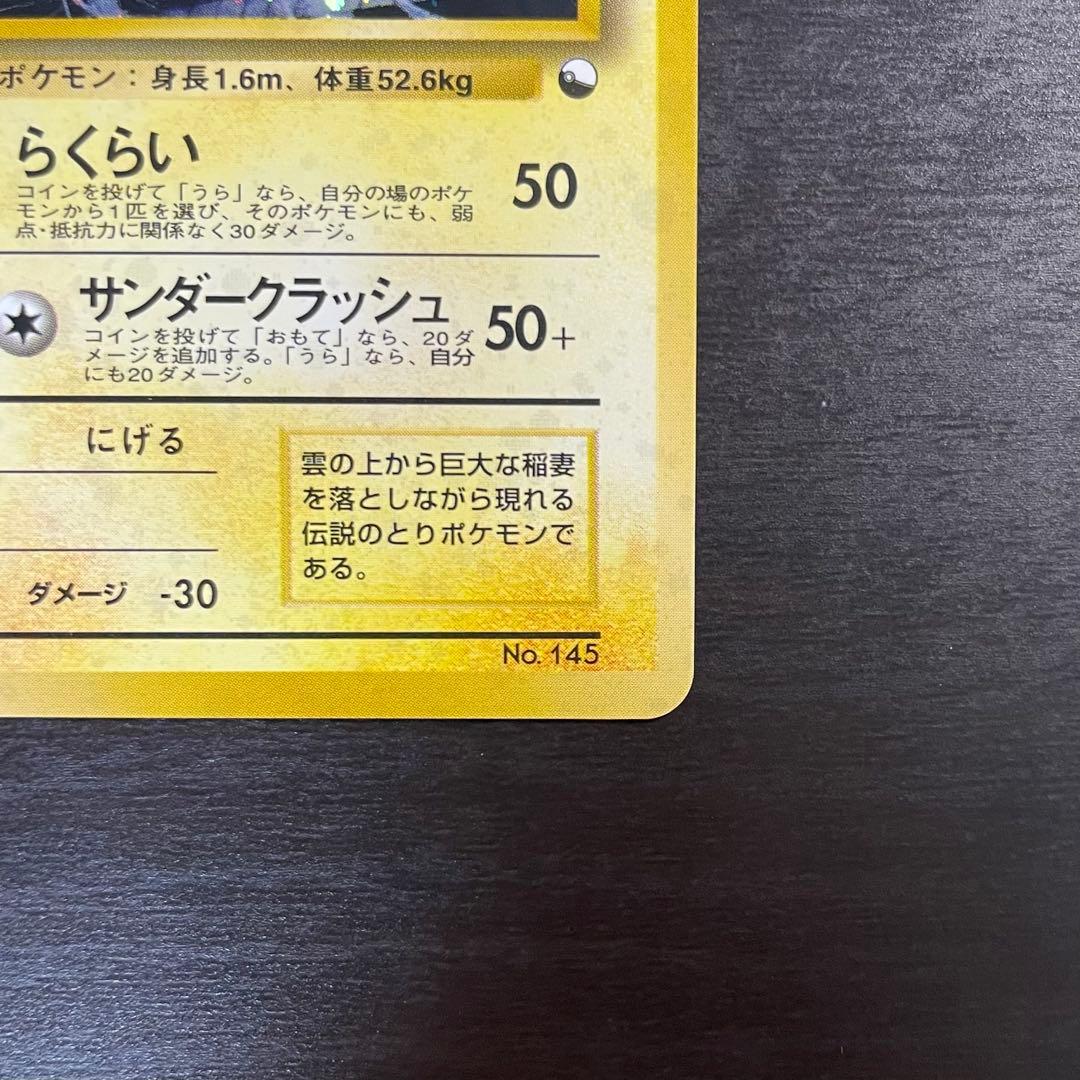 ポケモン：身長1.6m、体重52.6kg
らくらい
50
コインを投げて「うら」なら、自分の場のポケ
モンから1匹を選び、そのポケモンにも、弱
点・抵抗力に関係なく30ダメージ。
サンダークラッシュ
50+
コインを投げて「おもて」なら、20ダ
メージを追加する。「うら」なら、自分
にも20ダメージ。
にげる
雲の上から巨大な稲妻
を落としながら現れる
伝説のとりポケモンで
ある。
ダメージ -30
No. 145